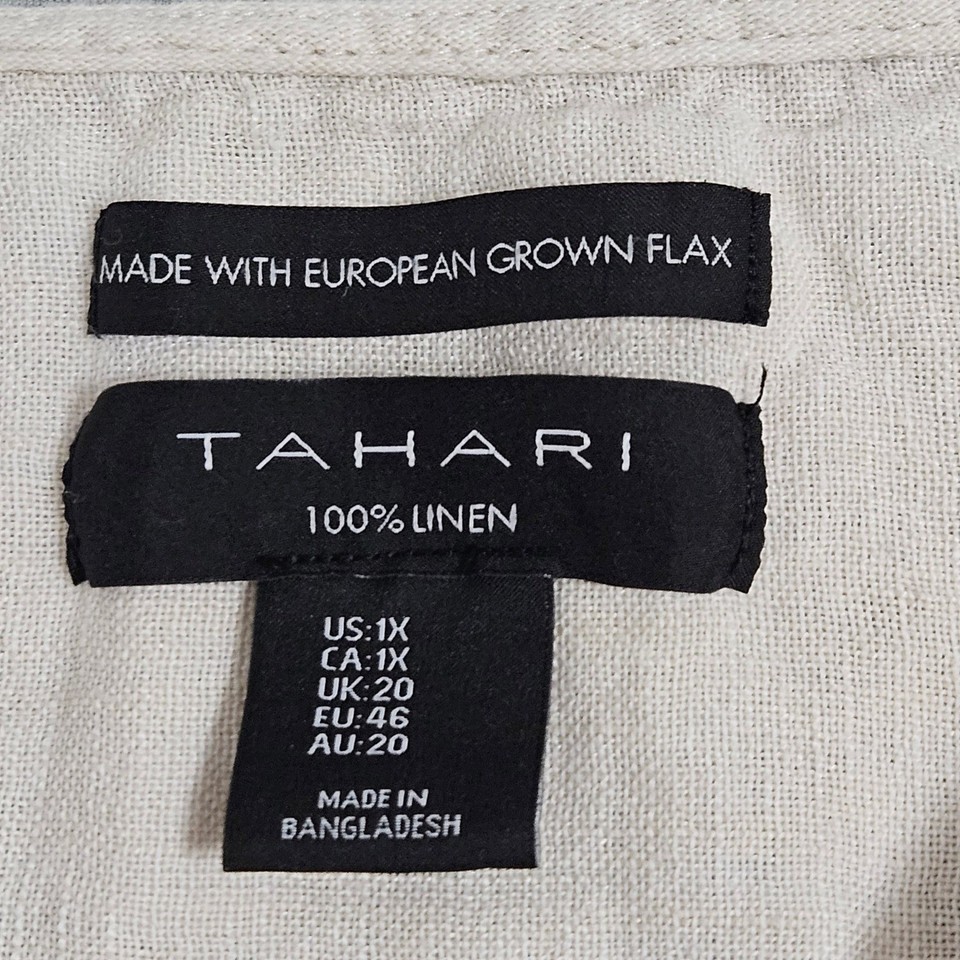 MADE WITH EUROPEAN GROWN FLAX
TAHARI
100% LINEN
US:1X
CA:1X
UK:20
EU:46
AU:20
MADE IN
BANGLADESH